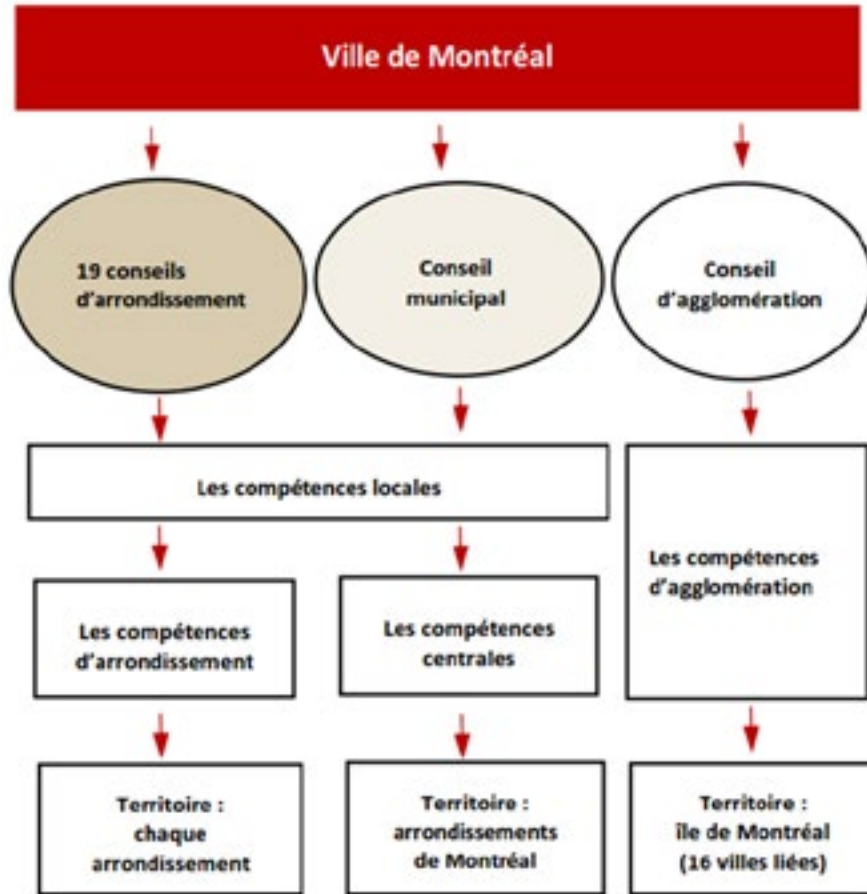 Ville de Montréal
19 conseils
d'arrondissement
Conseil
municipal
Conseil
d'agglomération
Les compétences locales
Les compétences
d'agglomération
Les compétences
d'arrondissement
Les compétences
centrales
Territoire :
chaque
arrondissement
Territoire :
arrondissements
de Montréal
Territoire :
île de Montréal
(16 villes liées)